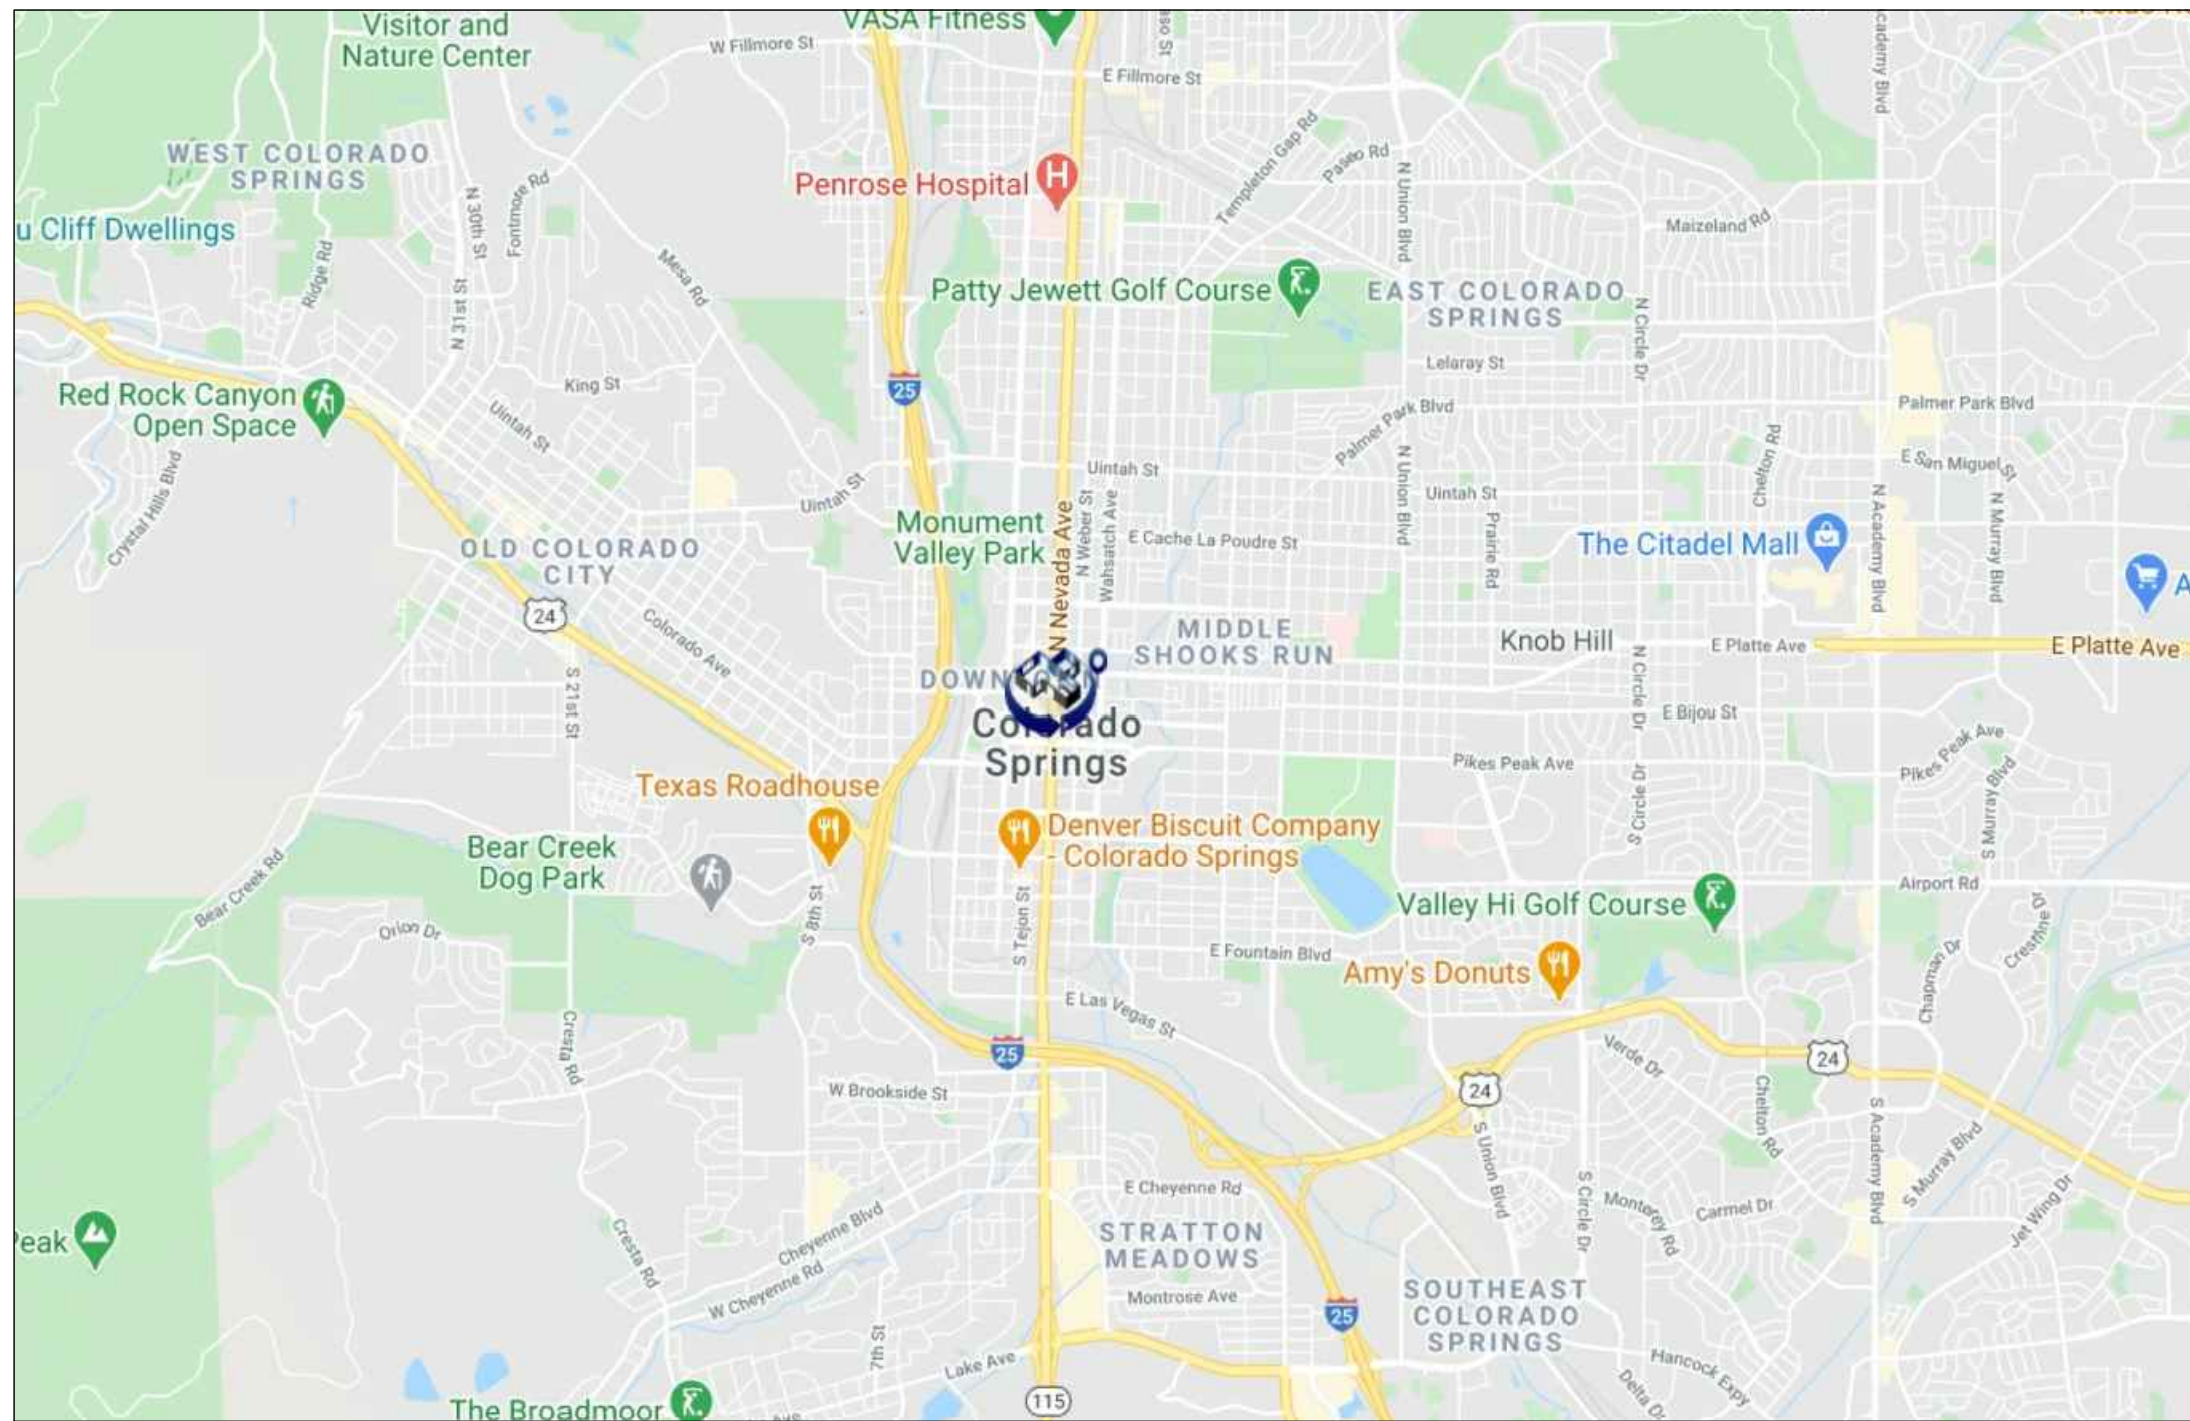 Visitor and
Nature Center
VASA Fitness
W Fillmore St
E Fillmore St
Academy Blvd
WEST COLORADO
SPRINGS
Penrose Hospital
H
Templeton Gap Rd
Paseo Rd
N Union Blvd
Maizeland Rd
u Cliff Dwellings
N 30th St
Fontmore Rd
Ridge Rd
N 31st St
Mesa Rd
Patty Jewett Golf Course
EAST COLORADO
SPRINGS
N Circle Dr
Lelaray St
25
King St
Red Rock Canyon
Open Space
Uintah St
Palmer Park Blvd
Palmer Park Blvd
Crystal Hills Blvd
Uintah St
Uintah St
Uintah St
N Union Blvd
Chelton Rd
E San Miguel St
N Academy Blvd
N Murray Blvd
Monument
Valley Park
N Nevada Ave
N Weber St
Wahsatch Ave
E Cache La Poudre St
Prairie Rd
The Citadel Mall
A
OLD COLORADO
CITY
24
Colorado Ave
MIDDLE
SHOOKS RUN
Knob Hill
E Platte Ave
E Platte Ave
S 21st St
N Circle Dr
E Bijou St
Colorado
Springs
Pikes Peak Ave
Pikes Peak Ave
S Circle Dr
S Murray Blvd
Texas Roadhouse
Denver Biscuit Company
- Colorado Springs
Bear Creek
Dog Park
Bear Creek Rd
S 8th St
S Tejon St
Valley Hi Golf Course
Airport Rd
Orion Dr
E Fountain Blvd
Amy's Donuts
Chapman Dr
Crestline Dr
Cresta Rd
E Las Vegas St
25
Verde Dr
24
24
W Brookside St
Chelton Rd
S Academy Blvd
S Murray Blvd
S Union Blvd
S Circle Dr
E Cheyenne Rd
Monterey Rd
Carmel Dr
Jet Wing Dr
Peak
Cresta Rd
Cheyenne Blvd
W Cheyenne Rd
STRATTON
MEADOWS
Montrose Ave
SOUTHEAST
COLORADO
SPRINGS
25
7th St
Lake Ave
Hancock Expy
Delta Dr
The Broadmoor
115